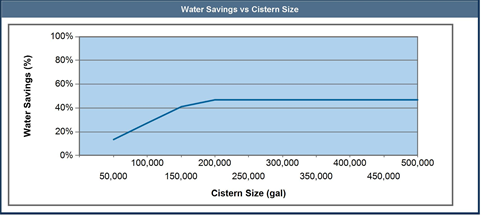 Water Savings vs Cistern Size
100%
80%
60%
40%
20%
0%
Water Savings (%)
100,000 200,000 300,000 400,000 500,000
50,000 150,000 250,000 350,000 450,000
Cistern Size (gal)